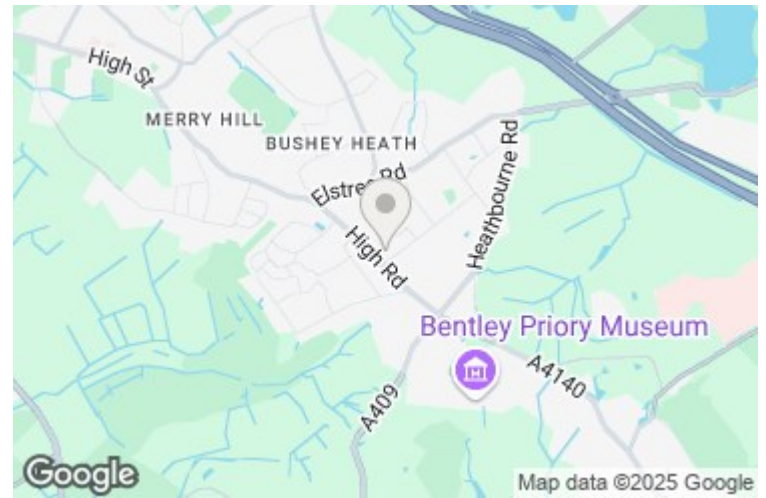 High St
MERRY HILL
BUSHEY HEATH
Elstree Rd
Heathbourne Rd
High Rd
Bentley Priory Museum
A4140
A409
Google
Map data ©2025 Google